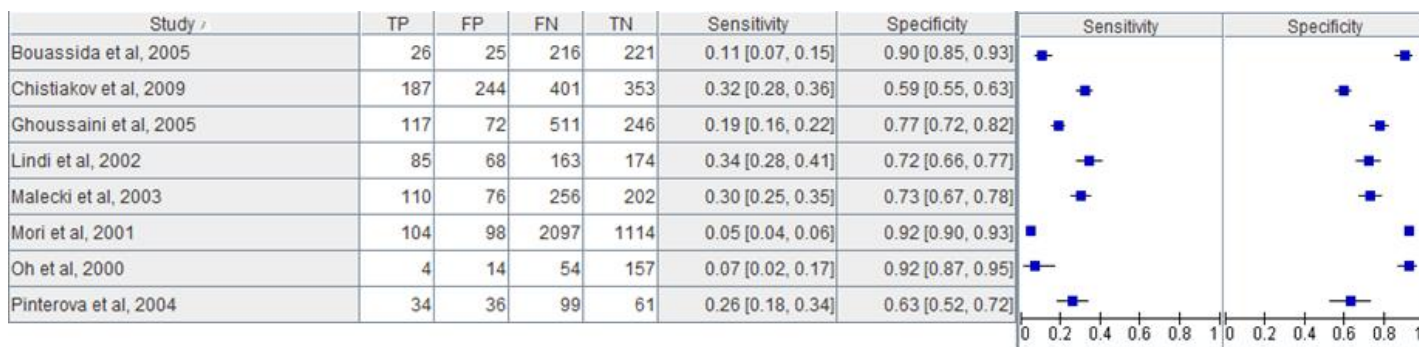 Study / TP FP FN TN Sensitivity Specificity Sensitivity Specificity
Bouassida et al, 2005 26 25 216 221 0.11 [0.07, 0.15] 0.90 [0.85, 0.93]
Chistiakov et al, 2009 187 244 401 353 0.32 [0.28, 0.36] 0.59 [0.55, 0.63]
Ghoussaini et al, 2005 117 72 511 246 0.19 [0.16, 0.22] 0.77 [0.72, 0.82]
Lindi et al, 2002 85 68 163 174 0.34 [0.28, 0.41] 0.72 [0.66, 0.77]
Malecki et al, 2003 110 76 256 202 0.30 [0.25, 0.35] 0.73 [0.67, 0.78]
Mori et al, 2001 104 98 2097 1114 0.05 [0.04, 0.06] 0.92 [0.90, 0.93]
Oh et al, 2000 4 14 54 157 0.07 [0.02, 0.17] 0.92 [0.87, 0.95]
Pinterova et al, 2004 34 36 99 61 0.26 [0.18, 0.34] 0.63 [0.52, 0.72]
0 0.2 0.4 0.6 0.8 1 0 0.2 0.4 0.6 0.8 1